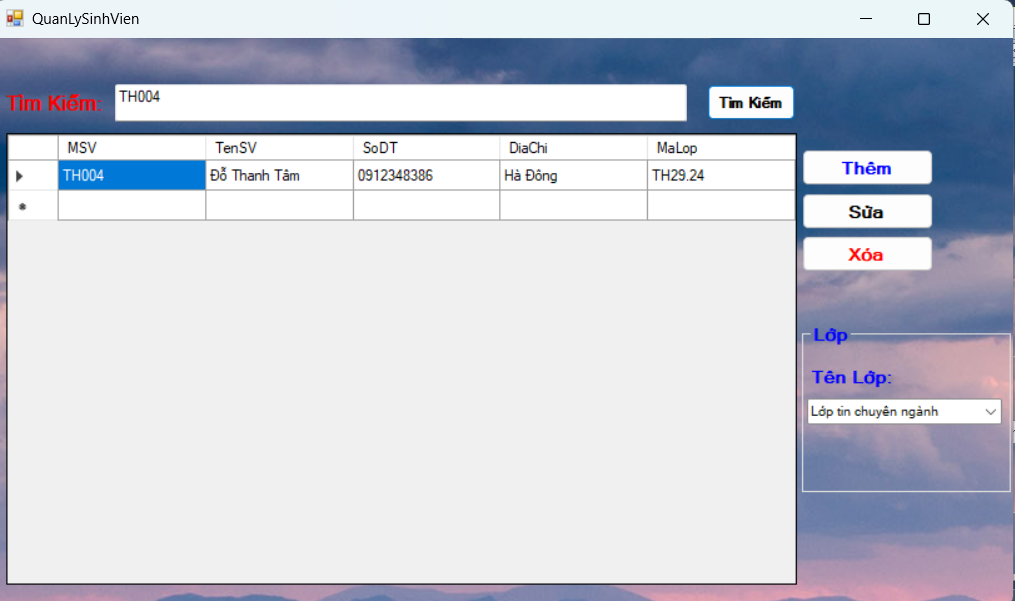 QuanLySinhVien
Tìm Kiếm: TH004 Tìm Kiếm
MSV TenSV SoDT DiaChi MaLop
TH004 Đỗ Thanh Tâm 0912348386 Hà Đông TH29.24
Thêm
Sửa
Xóa
Lớp
Tên Lớp:
Lớp tin chuyên ngành